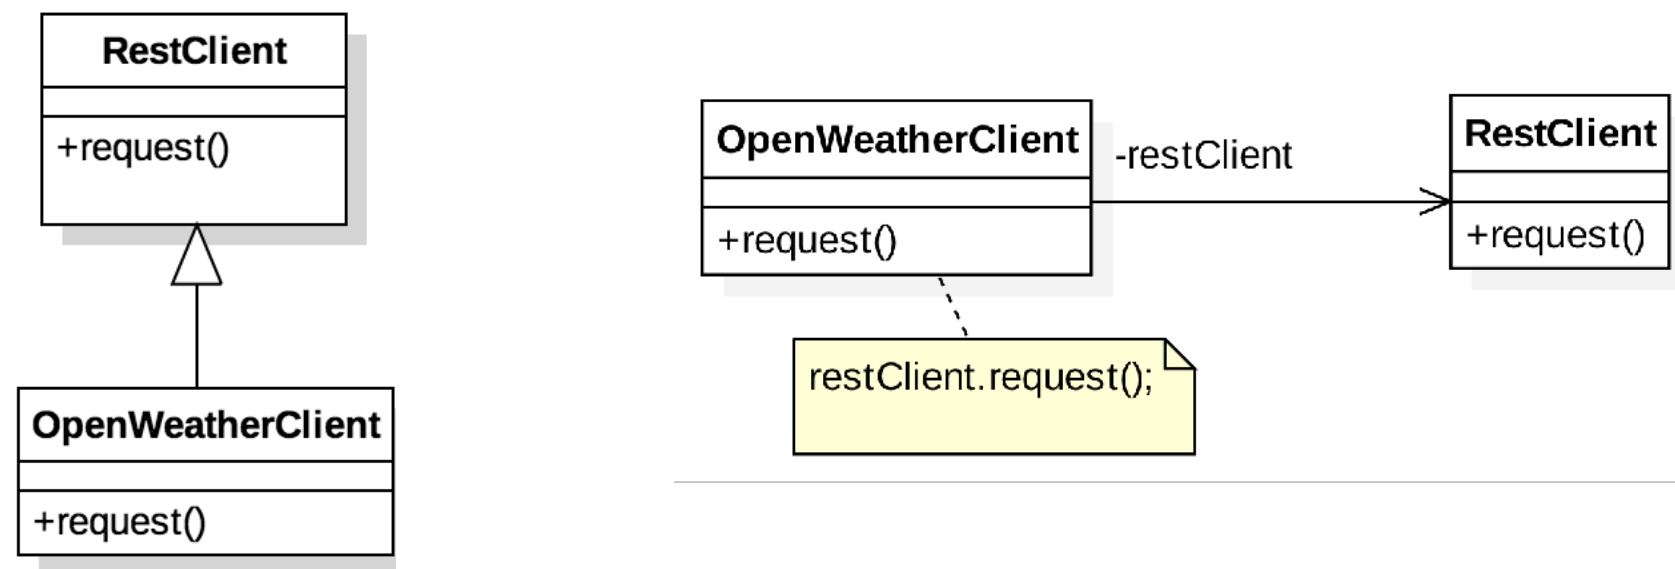 RestClient
+request()
OpenWeatherClient
+request()
OpenWeatherClient
+request()
-restClient
RestClient
+request()
restClient.request();